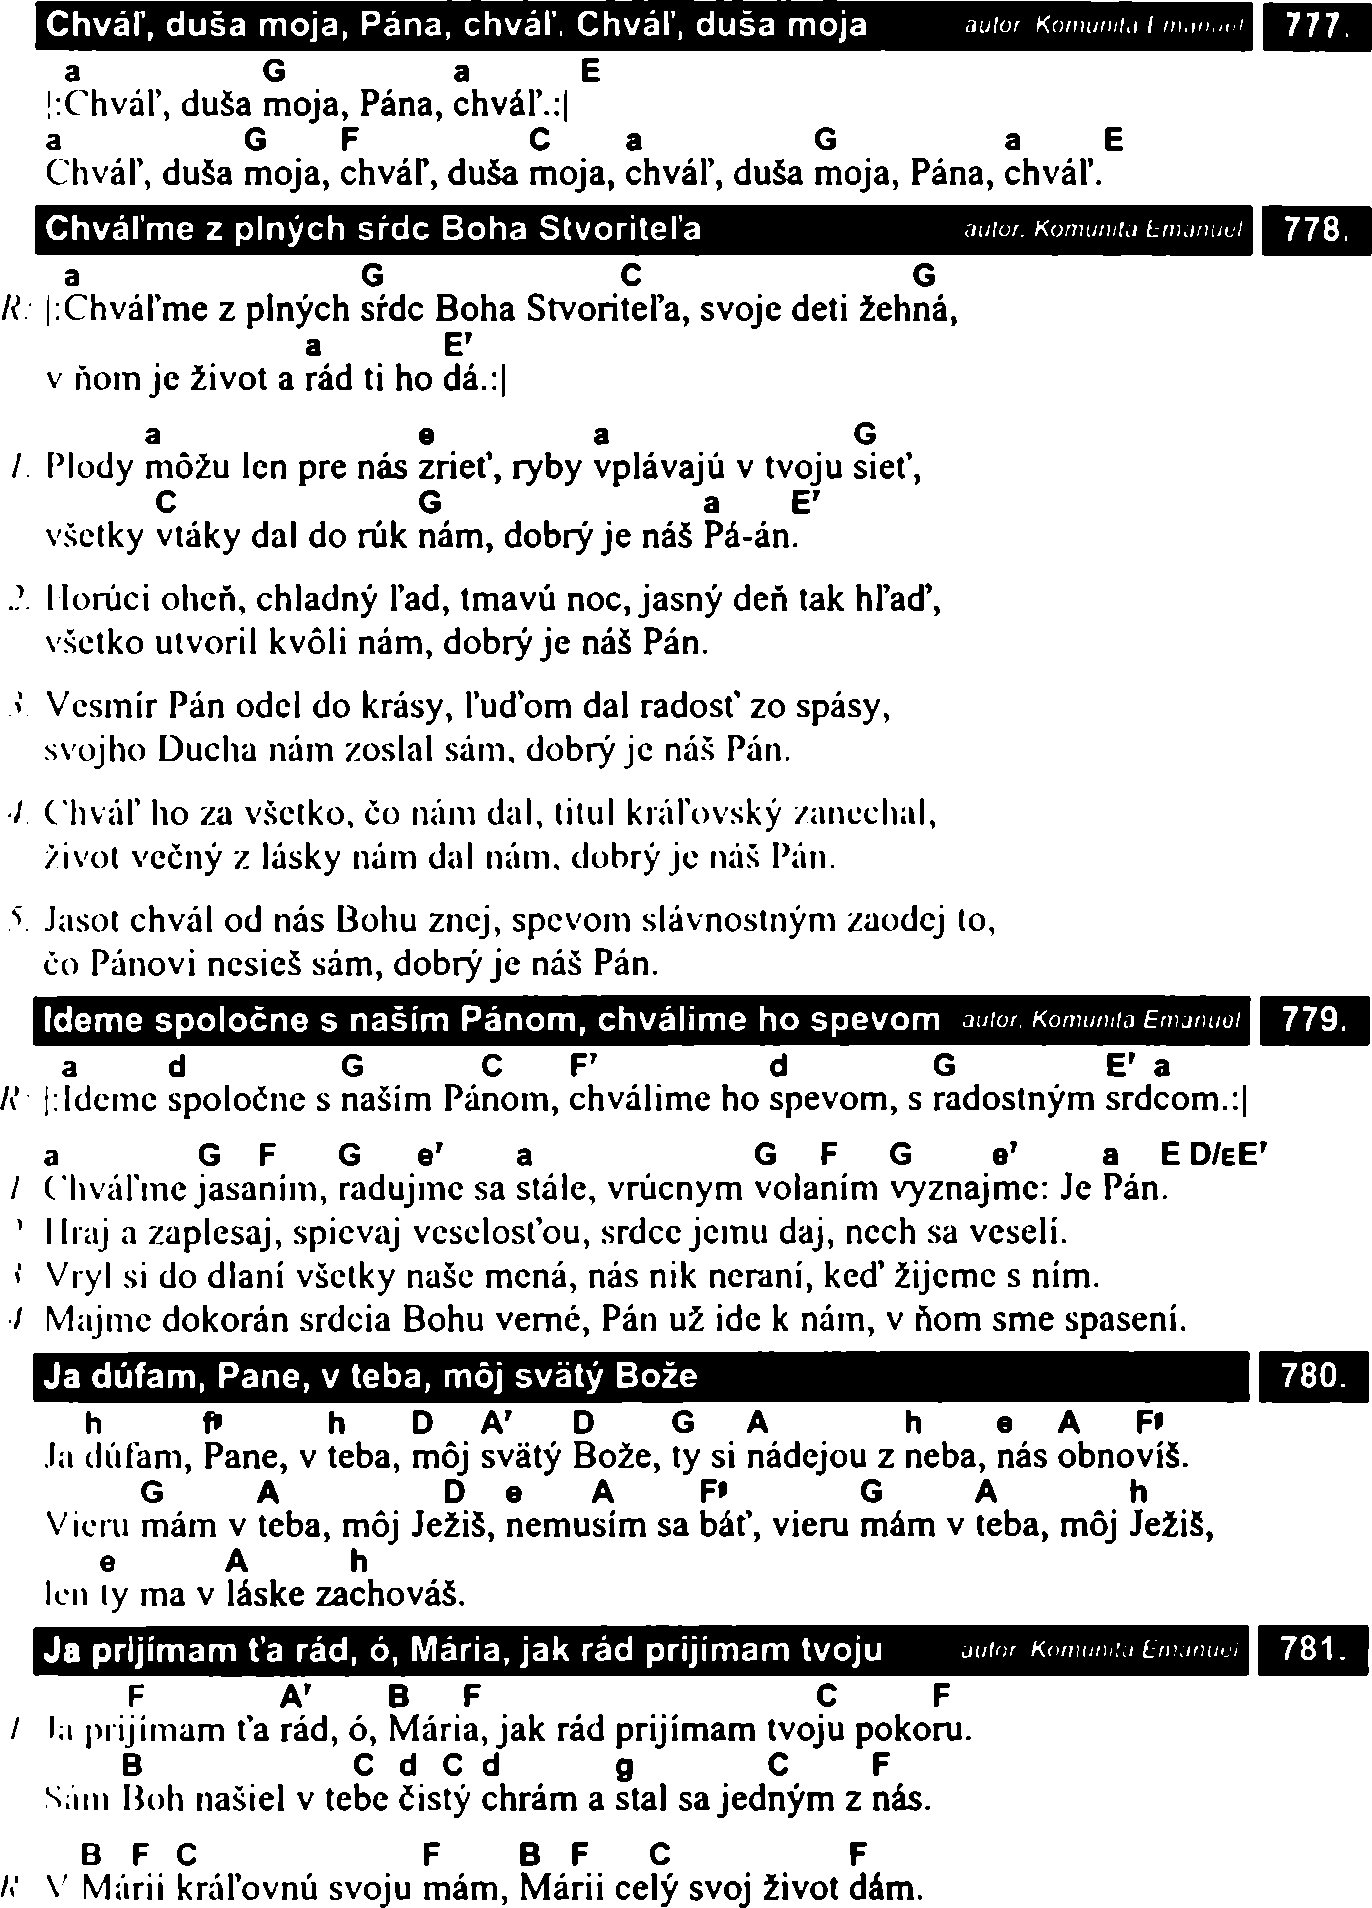 Chváľ, duša moja, Pána, chváľ. Chváľ, duša moja autor Komunita Emanuel 777.
a G a E
|:Chváľ, duša moja, Pána, chváľ.:|
a G F C a G a E
Chváľ, duša moja, chváľ, duša moja, chváľ, duša moja, Pána, chváľ.
Chváľme z plných sŕdc Boha Stvoriteľa autor. Komunita Emanuel 778.
a G C G
R: |:Chváľme z plných sŕdc Boha Stvoriteľa, svoje deti žehná,
a E7
v ňom je život a rád ti ho dá.:|
a e a G
1. Plody môžu len pre nás zrieť, ryby vplávajú v tvoju sieť,
C G a E7
všetky vtáky dal do rúk nám, dobrý je náš Pá-án.
2. Horúci oheň, chladný ľad, tmavú noc, jasný deň tak hľaď,
všetko utvoril kvôli nám, dobrý je náš Pán.
3. Vesmír Pán odel do krásy, ľuďom dal radosť zo spásy,
svojho Ducha nám zoslal sám, dobrý je náš Pán.
4. Chváľ ho za všetko, čo nám dal, titul kráľovský zanechal,
život večný z lásky nám dal nám, dobrý je náš Pán.
5. Jasot chvál od nás Bohu znej, spevom slávnostným zaodej to,
čo Pánovi nesieš sám, dobrý je náš Pán.
Ideme spoločne s naším Pánom, chválime ho spevom autor. Komunita Emanuel 779.
a d G C F7 d G E7 a
R: |:Ideme spoločne s naším Pánom, chválime ho spevom, s radostným srdcom.:|
a G F G e7 a G F G e7 a E D/E E7
1 Chváľme jasaním, radujme sa stále, vrúcnym volaním vyznajme: Je Pán.
2 Hraj a zaplesaj, spievaj veselosťou, srdce jemu daj, nech sa veselí.
3 Vryl si do dlaní všetky naše mená, nás nik neraní, keď žijeme s ním.
4 Majme dokorán srdcia Bohu verné, Pán už ide k nám, v ňom sme spasení.
Ja dúfam, Pane, v teba, môj svätý Bože 780.
h f# h D A7 D G A h e A F#
Ja dúfam, Pane, v teba, môj svätý Bože, ty si nádejou z neba, nás obnovíš.
G A D e A F# G A h
Vieru mám v teba, môj Ježiš, nemusím sa báť, vieru mám v teba, môj Ježiš,
e A h
len ty ma v láske zachováš.
Ja prijímam ťa rád, ó, Mária, jak rád prijímam tvoju autor Komunita Emanuel 781.
F A7 B F C F
1 Ja prijímam ťa rád, ó, Mária, jak rád prijímam tvoju pokoru.
B C d C d g C F
Sám Boh našiel v tebe čistý chrám a stal sa jedným z nás.
B F C F B F C F
R: V Márii kráľovnú svoju mám, Márii celý svoj život dám.